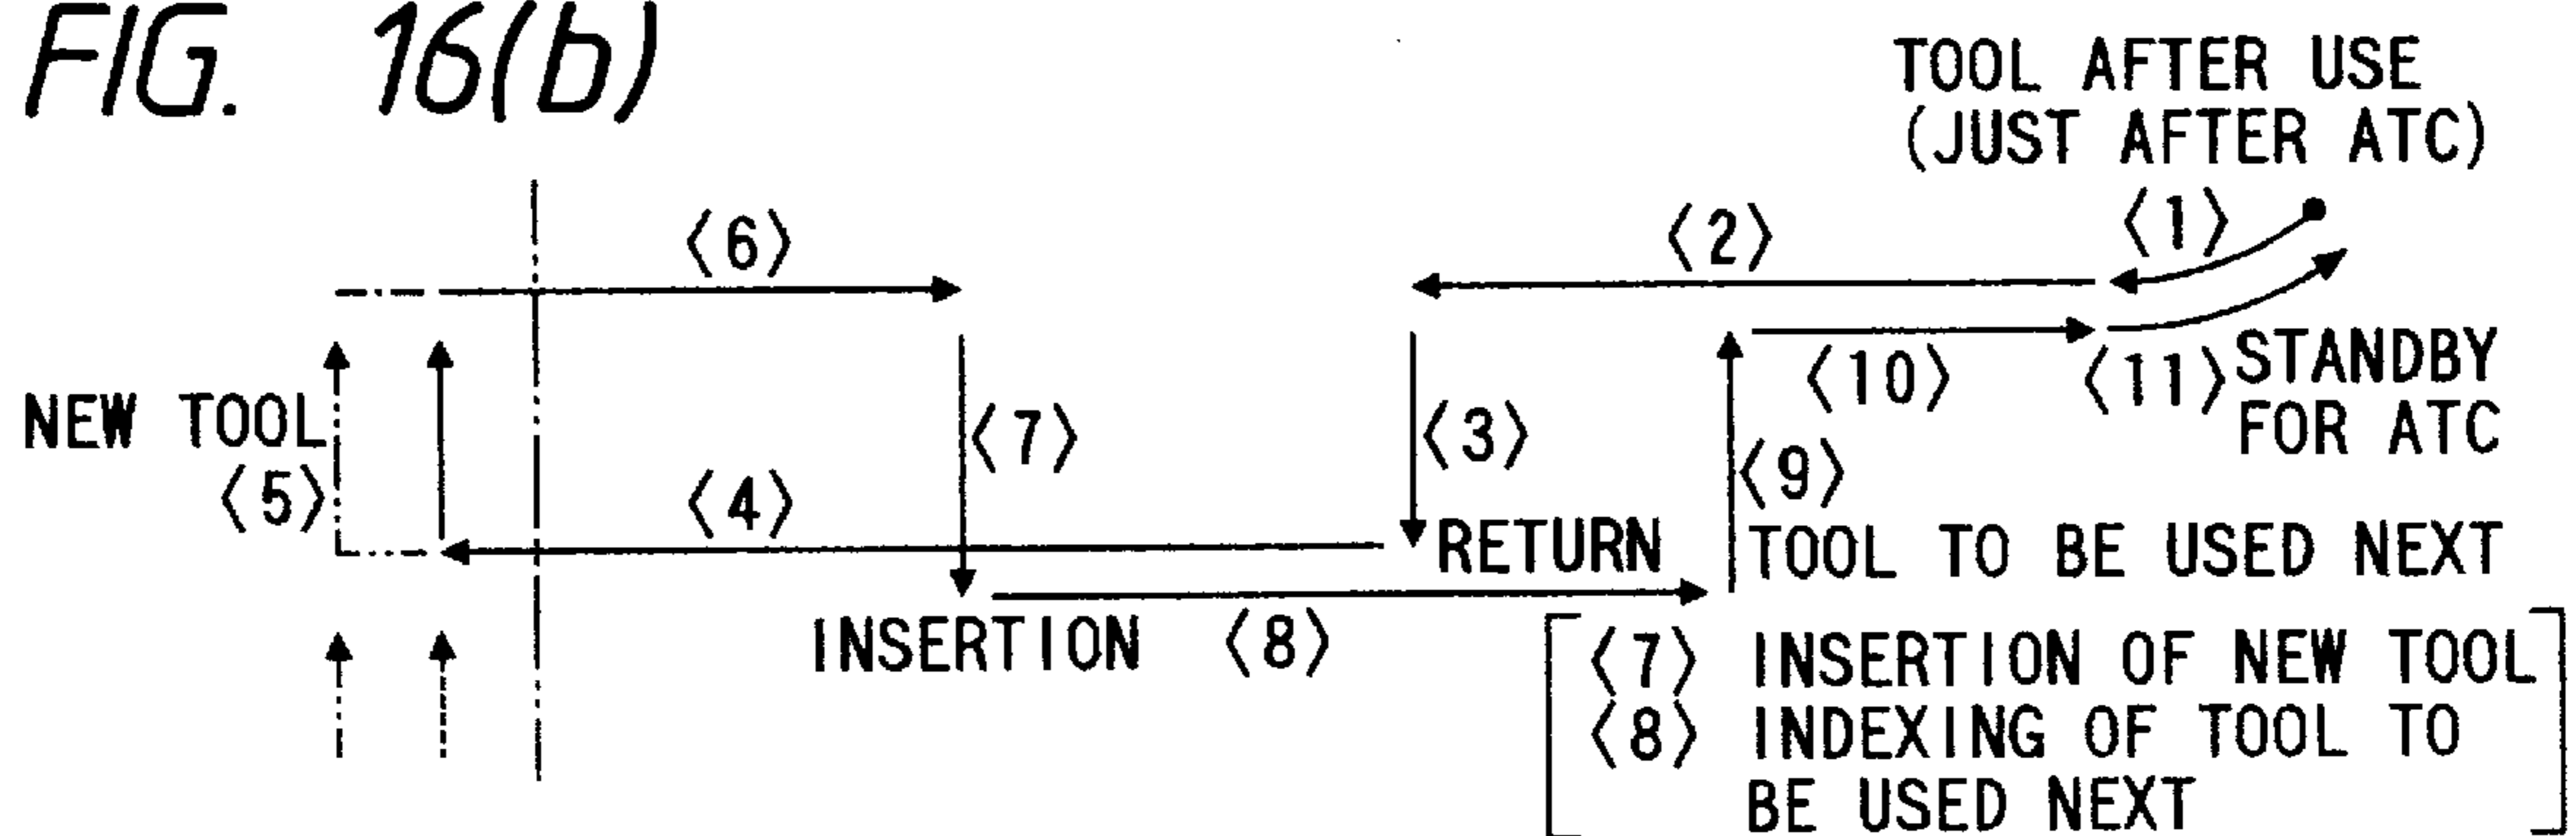 FIG. 16(b)
TOOL AFTER USE
(JUST AFTER ATC)
〈1〉
〈2〉
〈6〉
〈10〉
〈11〉 STANDBY
FOR ATC
NEW TOOL
〈5〉
〈7〉
〈3〉
〈9〉
〈4〉
RETURN
TOOL TO BE USED NEXT
INSERTION 〈8〉
〈7〉 INSERTION OF NEW TOOL
〈8〉 INDEXING OF TOOL TO
BE USED NEXT